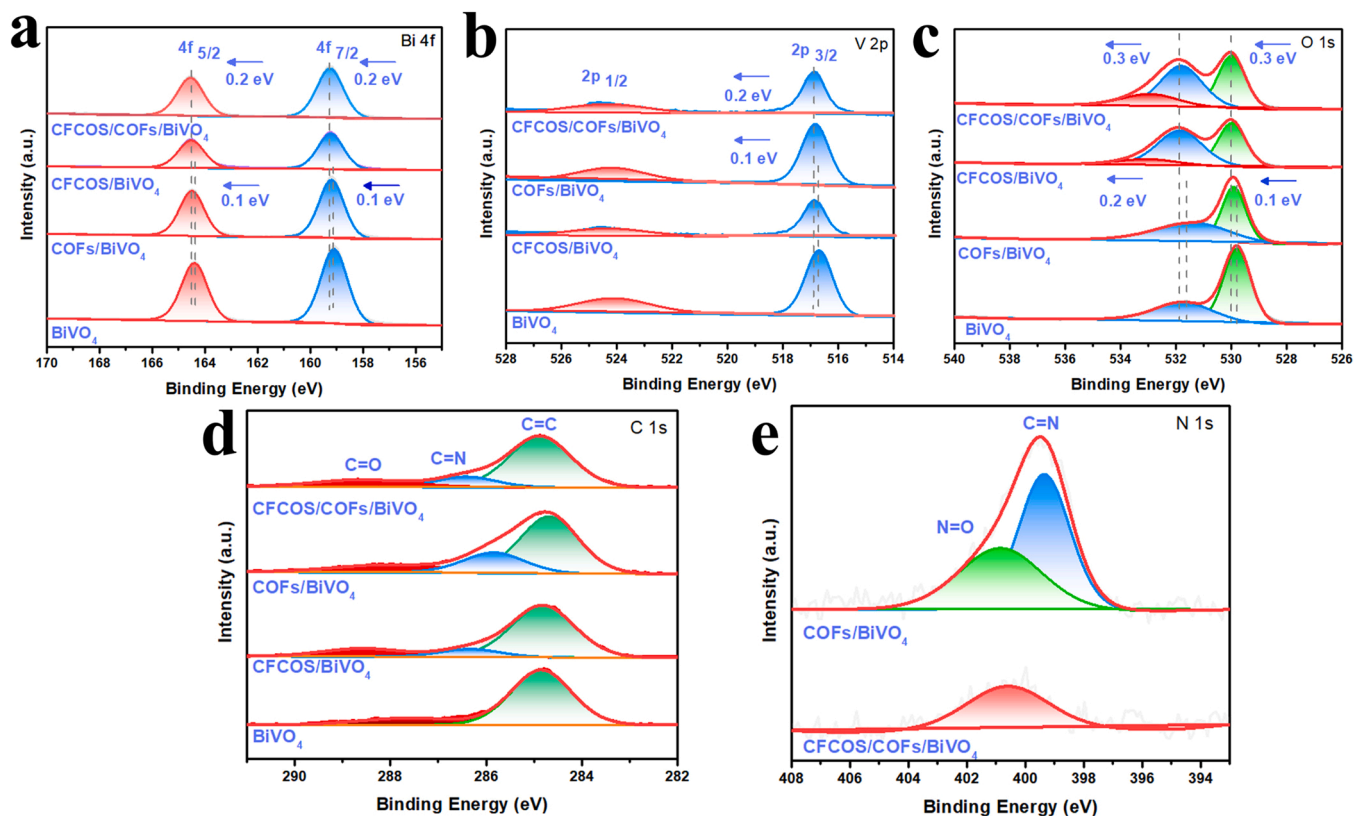 a
Bi 4f
4f 5/2
4f 7/2
0.2 eV
0.2 eV
CFCOS/COFs/BiVO4
CFCOS/BiVO4
0.1 eV
0.1 eV
COFs/BiVO4
BiVO4
Intensity (a.u.)
170 168 166 164 162 160 158 156
Binding Energy (eV)
b
V 2p
2p 3/2
2p 1/2
0.2 eV
CFCOS/COFs/BiVO4
0.1 eV
COFs/BiVO4
CFCOS/BiVO4
BiVO4
Intensity (a.u.)
528 526 524 522 520 518 516 514
Binding Energy (eV)
c
O 1s
0.3 eV
0.3 eV
CFCOS/COFs/BiVO4
CFCOS/BiVO4
0.2 eV
0.1 eV
COFs/BiVO4
BiVO4
Intensity (a.u.)
540 538 536 534 532 530 528 526
Binding Energy (eV)
d
C 1s
C=C
C=O
C=N
CFCOS/COFs/BiVO4
COFs/BiVO4
CFCOS/BiVO4
BiVO4
Intensity (a.u.)
290 288 286 284 282
Binding Energy (eV)
e
N 1s
C=N
N=O
COFs/BiVO4
CFCOS/COFs/BiVO4
Intensity (a.u.)
408 406 404 402 400 398 396 394
Binding Energy (eV)